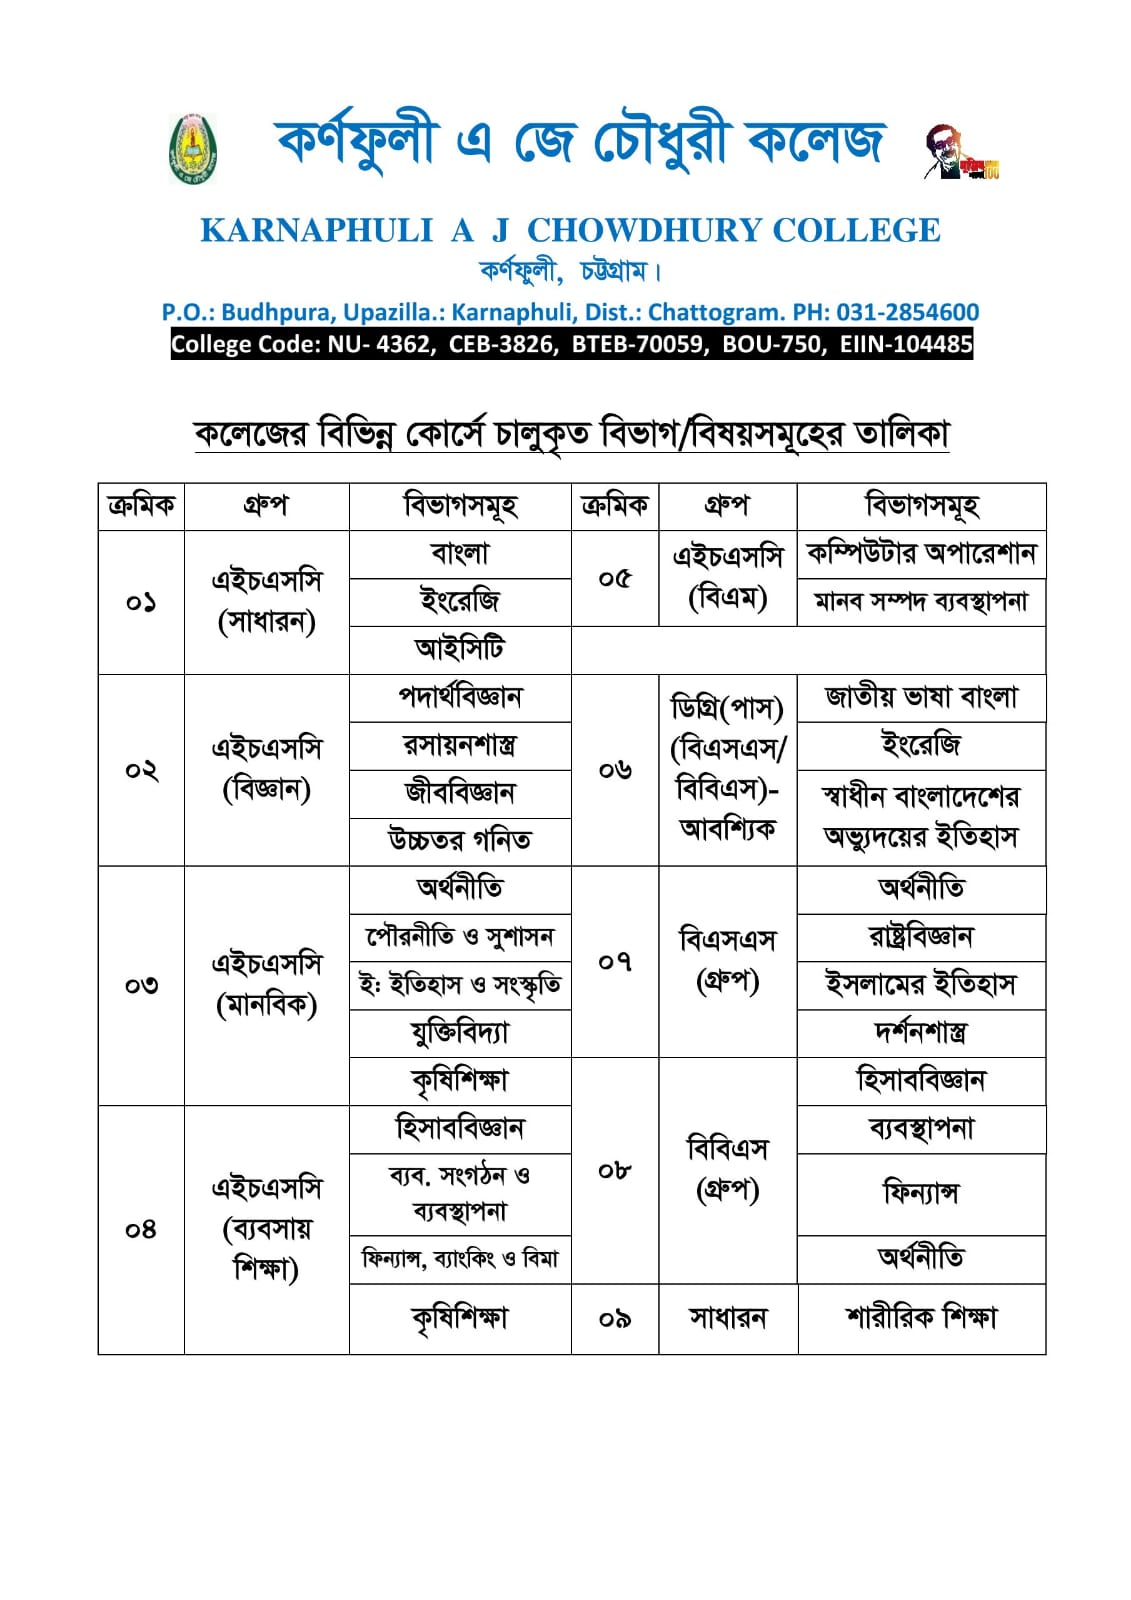 কর্ণফুলী এ জে চৌধুরী কলেজ
KARNAPHULI A J CHOWDHURY COLLEGE
কর্ণফুলী, চট্টগ্রাম।
P.O.: Budhpura, Upazilla.: Karnaphuli, Dist.: Chattogram. PH: 031-2854600
College Code: NU- 4362, CEB-3826, BTEB-70059, BOU-750, EIIN-104485
কলেজের বিভিন্ন কোর্সে চালুকৃত বিভাগ/বিষয়সমূহের তালিকা
ক্রমিক গ্রুপ বিভাগসমূহ ক্রমিক গ্রুপ বিভাগসমূহ
০১
এইচএসসি
(সাধারন)
বাংলা
ইংরেজি
আইসিটি
০৫
এইচএসসি
(বিএম)
কম্পিউটার অপারেশান
মানব সম্পদ ব্যবস্থাপনা
০২
এইচএসসি
(বিজ্ঞান)
পদার্থবিজ্ঞান
রসায়নশাস্ত্র
জীববিজ্ঞান
উচ্চতর গনিত
০৬
ডিগ্রি(পাস)
(বিএসএস/
বিবিএস)-
আবশ্যিক
জাতীয় ভাষা বাংলা
ইংরেজি
স্বাধীন বাংলাদেশের
অভ্যুদয়ের ইতিহাস
০৩
এইচএসসি
(মানবিক)
অর্থনীতি
পৌরনীতি ও সুশাসন
ই: ইতিহাস ও সংস্কৃতি
যুক্তিবিদ্যা
কৃষিশিক্ষা
০৭
বিএসএস
(গ্রুপ)
অর্থনীতি
রাষ্ট্রবিজ্ঞান
ইসলামের ইতিহাস
দর্শনশাস্ত্র
০৪
এইচএসসি
(ব্যবসায়
শিক্ষা)
হিসাববিজ্ঞান
ব্যব. সংগঠন ও
ব্যবস্থাপনা
ফিন্যান্স, ব্যাংকিং ও বিমা
কৃষিশিক্ষা
০৮
বিবিএস
(গ্রুপ)
হিসাববিজ্ঞান
ব্যবস্থাপনা
ফিন্যান্স
অর্থনীতি
০৯ সাধারন শারীরিক শিক্ষা